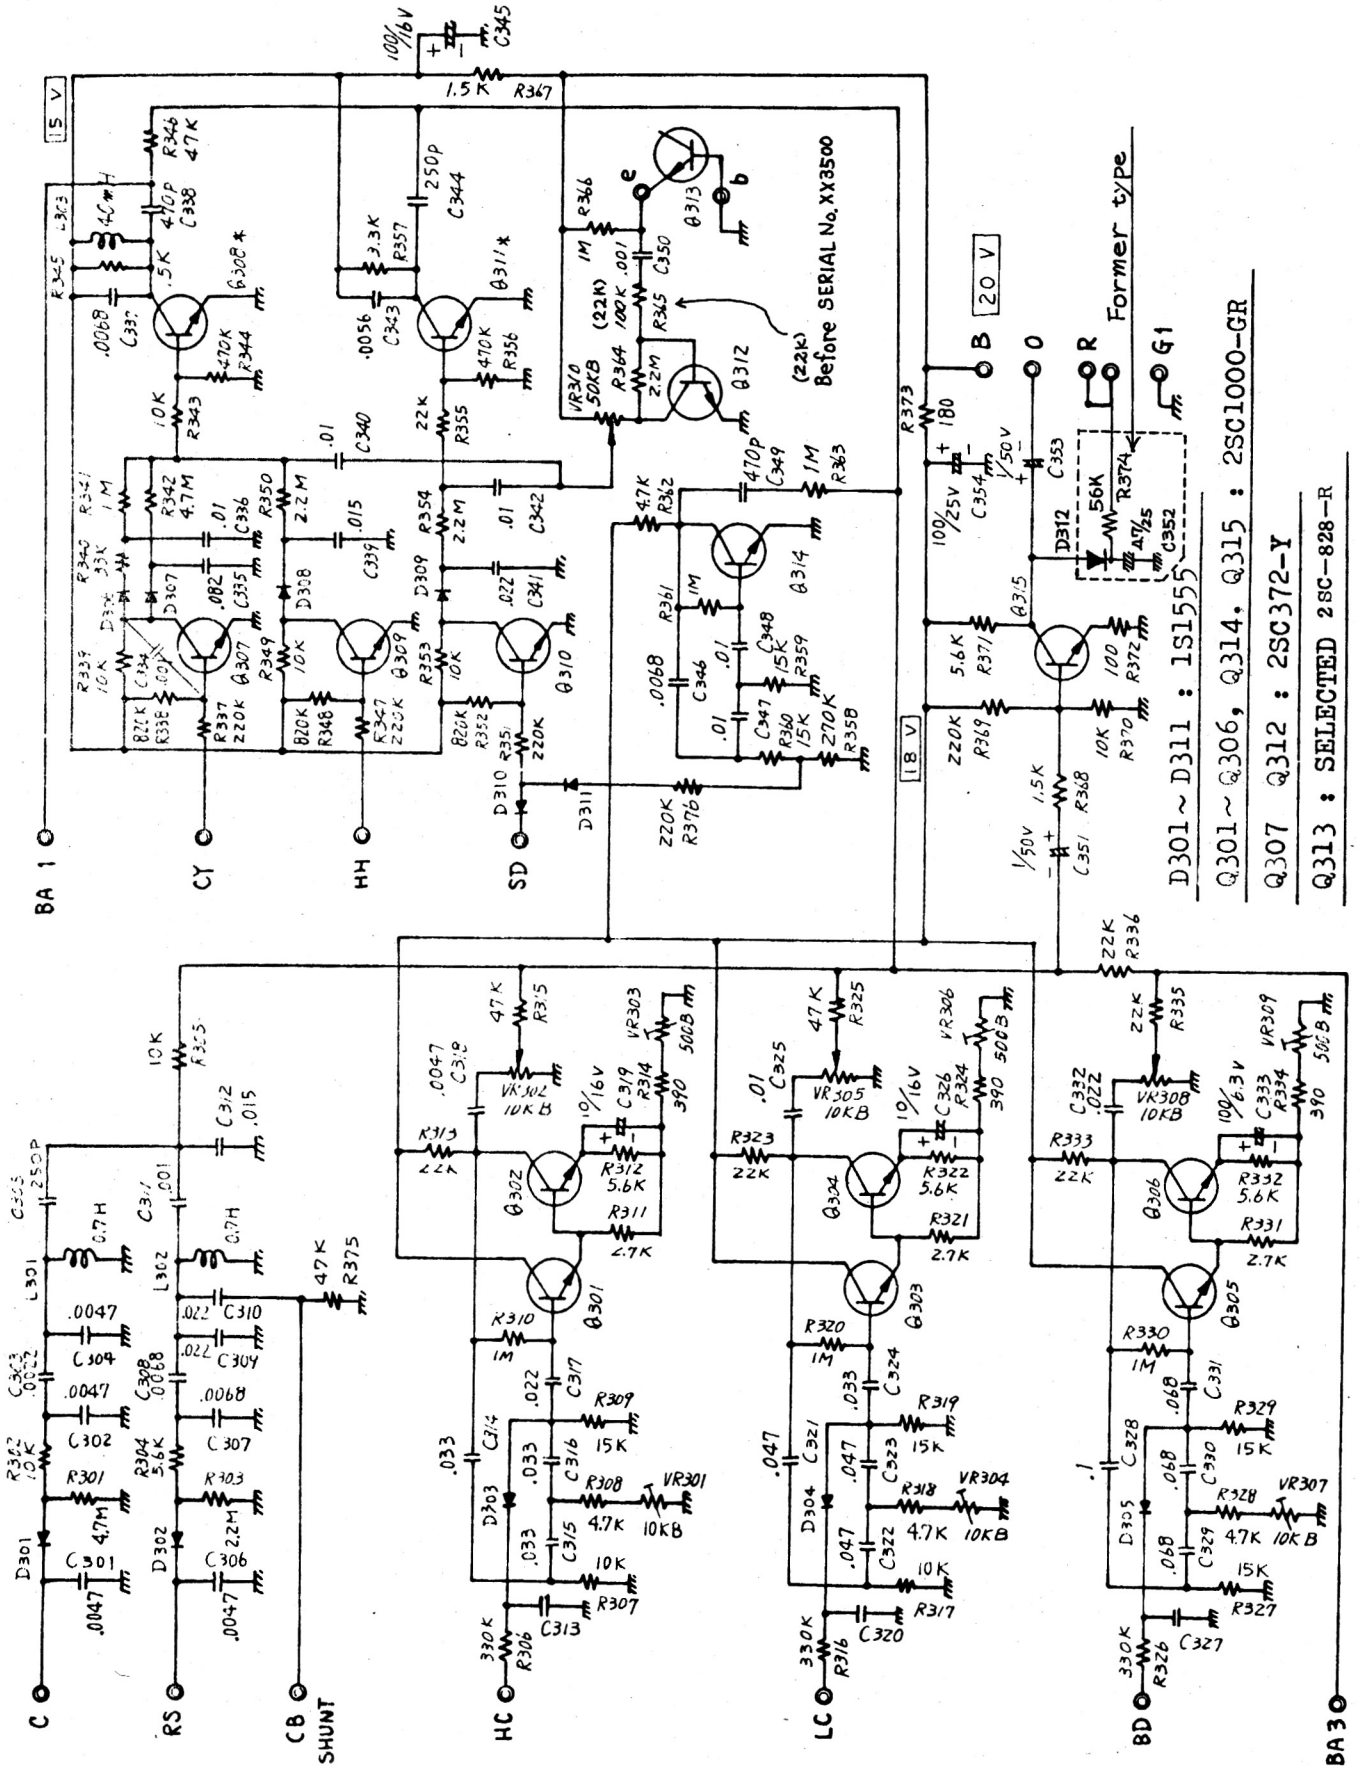 BA 1
CY
HH
SD
15 V
R345
L303
40mH
.5K
.0068
C337
470P
C338
R346
47K
Q308*
470K
R344
10K
R343
R341
1M
R342
4.7M
R340
33K
D307
.01
C336
.082
C335
R339
10K
C334
.001
Q307
R338
R337
220K
R350
2.2M
.01
C340
.015
C339
D308
R349
10K
820K
R348
Q309
R347
220K
100/16V
+
-
C345
1.5K
R367
250P
C344
3.3K
R357
.0056
C343
Q311*
470K
R356
22K
R355
R354
2.2M
.01
C342
D309
.022
C341
R353
10K
820K
R352
Q310
R351
220K
D310
D311
220K
R376
R366
1M
e
b
Q313
.001
C350
(22K)
100K
R365
VR310
50KB
R364
2.2M
Q312
(22K)
Before SERIAL No.XX3500
4.7K
R362
470P
C349
1M
R363
R361
1M
Q314
.0068
C346
.01
C348
15K
R359
.01
C347
R360
15K
270K
R358
R373
180
B
20 V
100/25V
+
C354
1/50V
+
-
C353
O
R
G1
Former type
D312
56K
R374
47/25
C352
18 V
5.6K
R371
Q315
100
R372
220K
R369
10K
R370
1.5K
R368
1/50V
-
+
C351
D301~D311 : 1S1555
Q301~Q306, Q314, Q315 : 2SC1000-GR
Q307 Q312 : 2SC372-Y
Q313 : SELECTED 2SC-828-R
C
RS
CB
SHUNT
HC
LC
BD
BA3
D301
C301
.0047
R301
4.7M
R302
10K
C302
.0047
C304
.0047
L301
0.7H
250P
D302
C306
.0047
R303
2.2M
R304
5.6K
C307
.0068
C308
.0068
C309
C310
.022
L302
0.7H
.001
C312
.015
10K
R305
47K
R375
330K
R306
C313
10K
R307
D303
.033
C314
.033
C315
R308
4.7K
VR301
10KB
.033
C316
R309
15K
.022
C317
R310
1M
Q301
R311
2.7K
Q302
R313
R312
5.6K
.0047
C318
VR302
10KB
10/16V
+
-
C319
R314
390
VR303
500B
47K
R315
330K
R316
C320
10K
R317
D304
.047
C321
.047
C322
R318
4.7K
VR304
10KB
.047
C323
R319
15K
.033
C324
R320
1M
Q303
R321
2.7K
Q304
R323
22K
R322
5.6K
.01
C325
VR305
10KB
10/16V
+
-
C326
R324
390
VR306
500B
47K
R325
330K
R326
C327
15K
R327
D305
.1
C328
.068
C329
R328
4.7K
VR307
10KB
.068
C330
R329
15K
.068
C331
R330
1M
Q305
R331
2.7K
Q306
R333
22K
R332
5.6K
C332
.022
VR308
10KB
100/6.3V
+
-
C333
R334
390
VR309
500B
22K
R335
22K
R336